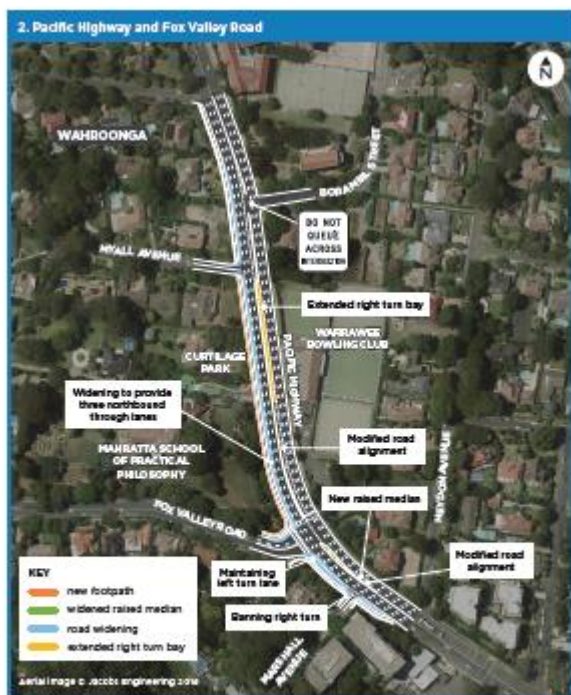 2. Pacific Highway and Fox Valley Road
N
WAHROONGA
BOBANEL STREET
DO NOT
QUEUE
ACROSS
INTERSECTION
MYALL AVENUE
Extended right turn bay
PACIFIC HIGHWAY
WARRAWEE
BOWLING CLUB
CURTILAGE
PARK
Widening to provide
three northbound
through lanes
MAHRATTA SCHOOL
OF PRACTICAL
PHILOSOPHY
Modified road
alignment
HEYDON AVENUE
New raised median
FOX VALLEY ROAD
Modified road
alignment
Maintaining
left turn lane
Banning right turn
MARSHALL
AVENUE
KEY
new footpath
widened raised median
road widening
extended right turn bay
Aerial image © Jacobs Engineering 2016